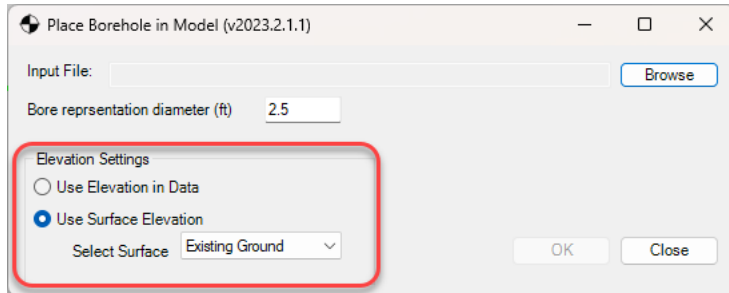 Place Borehole in Model (v2023.2.1.1)
Input File: Browse
Bore reprsentation diameter (ft) 2.5
Elevation Settings
Use Elevation in Data
Use Surface Elevation
Select Surface Existing Ground
OK Close